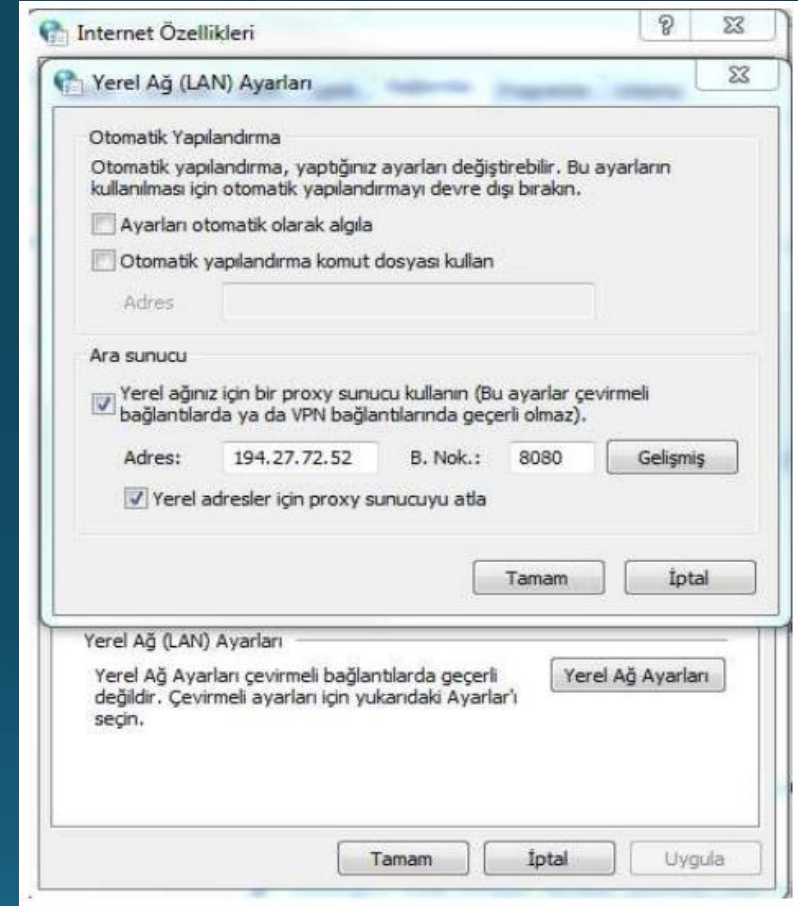 Internet Özellikleri
Yerel Ağ (LAN) Ayarları
Otomatik Yapılandırma
Otomatik yapılandırma, yaptığınız ayarları değiştirebilir. Bu ayarların
kullanılması için otomatik yapılandırmayı devre dışı bırakın.
Ayarları otomatik olarak algıla
Otomatik yapılandırma komut dosyası kullan
Adres
Ara sunucu
Yerel ağınız için bir proxy sunucu kullanın (Bu ayarlar çevirmeli
bağlantılarda ya da VPN bağlantılarında geçerli olmaz).
Adres: 194.27.72.52 B. Nok.: 8080 Gelişmiş
Yerel adresler için proxy sunucuyu atla
Tamam İptal
Yerel Ağ (LAN) Ayarları
Yerel Ağ Ayarları çevirmeli bağlantılarda geçerli
değildir. Çevirmeli ayarları için yukarıdaki Ayarlar'ı
seçin.
Yerel Ağ Ayarları
Tamam İptal Uygula